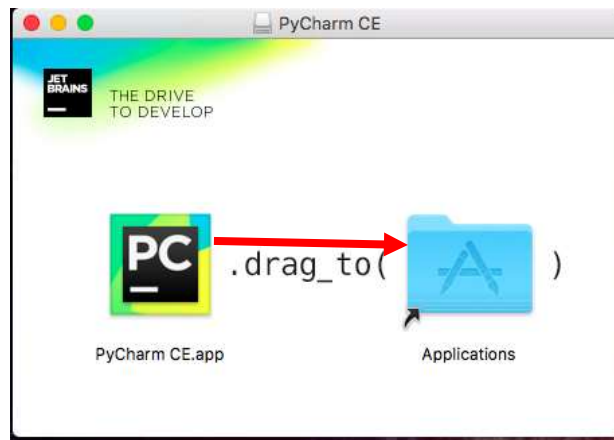 PyCharm CE
JET
BRAINS
THE DRIVE
TO DEVELOP
PC
.drag_to( )
PyCharm CE.app
Applications